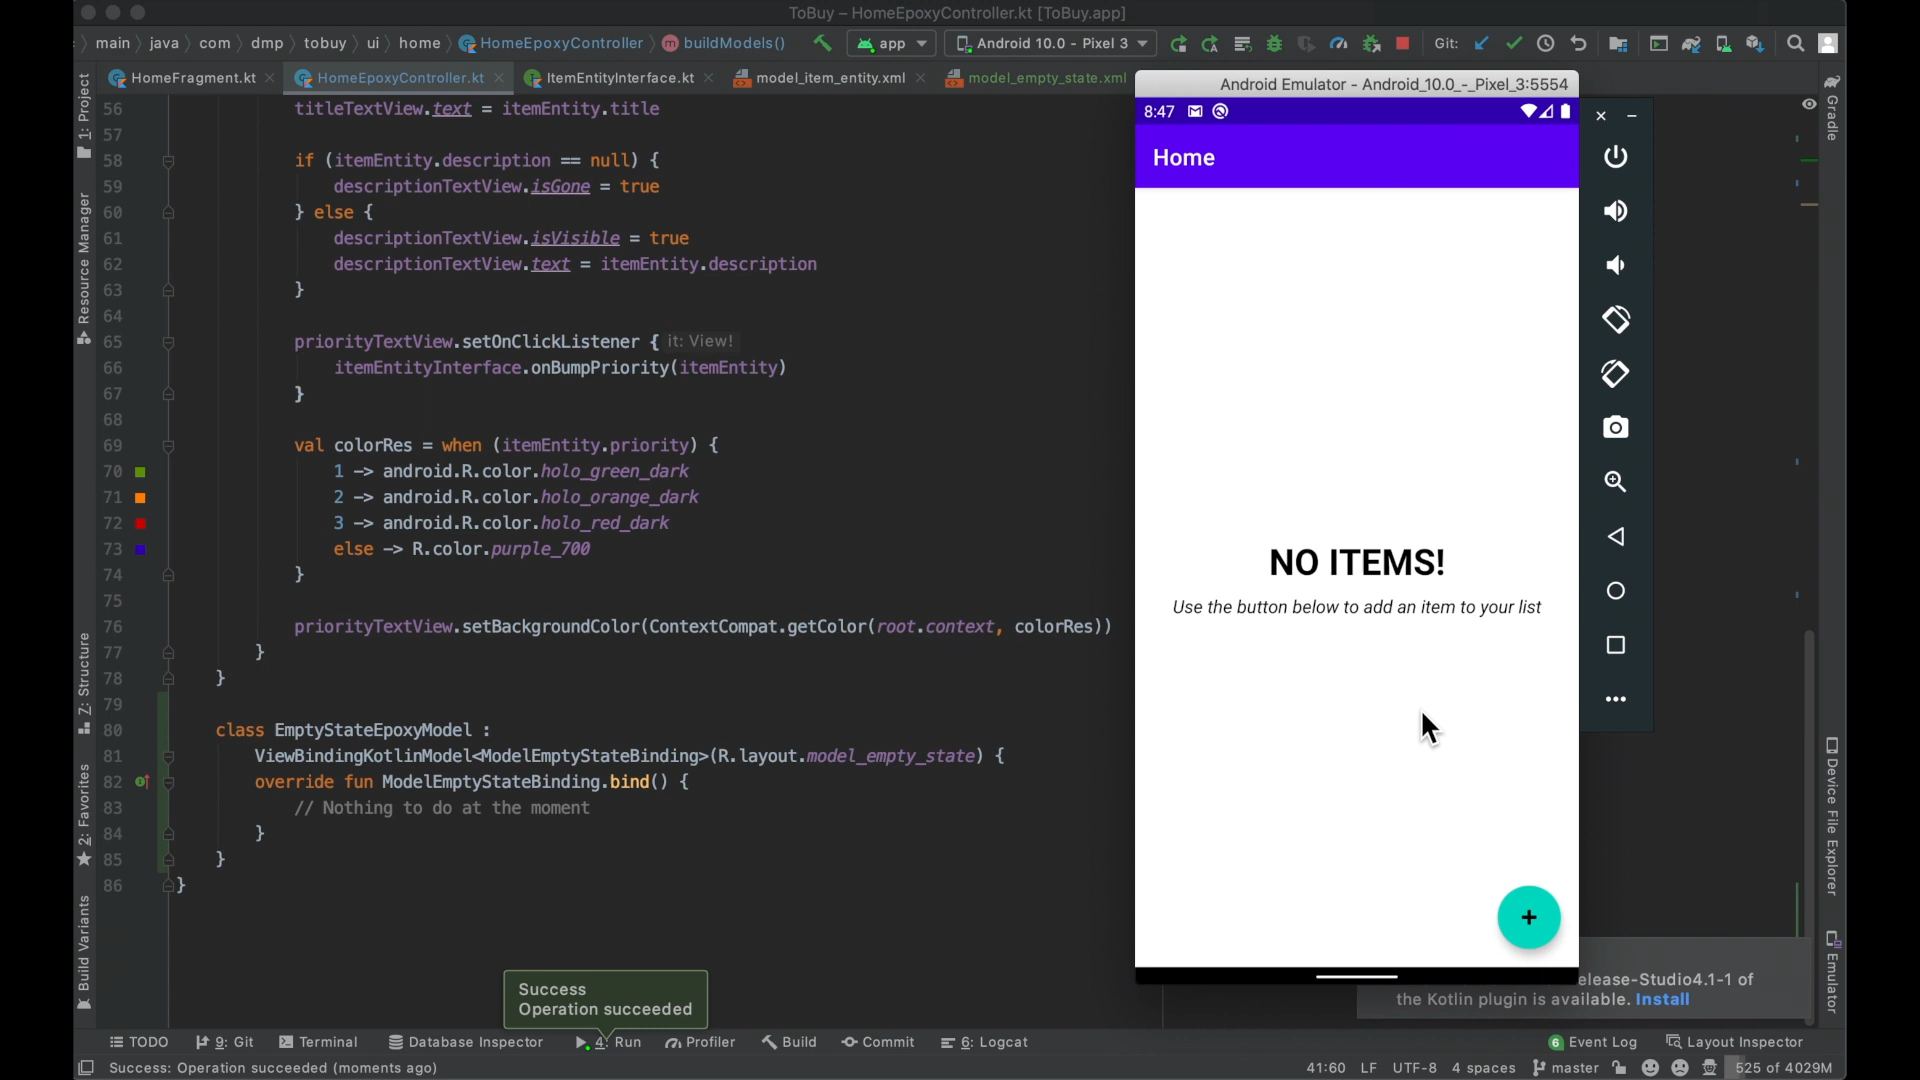 ToBuy – HomeEpoxyController.kt [ToBuy.app]
main java com dmp tobuy ui home HomeEpoxyController buildModels() app Android 10.0 - Pixel 3 Git:
HomeFragment.kt HomeEpoxyController.kt ItemEntityInterface.kt model_item_entity.xml model_empty_state.xml
1: Project
Resource Manager
7: Structure
2: Favorites
Build Variants
56 titleTextView.text = itemEntity.title
57
58 if (itemEntity.description == null) {
59 descriptionTextView.isGone = true
60 } else {
61 descriptionTextView.isVisible = true
62 descriptionTextView.text = itemEntity.description
63 }
64
65 priorityTextView.setOnClickListener { it: View!
66 itemEntityInterface.onBumpPriority(itemEntity)
67 }
68
69 val colorRes = when (itemEntity.priority) {
70 1 -> android.R.color.holo_green_dark
71 2 -> android.R.color.holo_orange_dark
72 3 -> android.R.color.holo_red_dark
73 else -> R.color.purple_700
74 }
75
76 priorityTextView.setBackgroundColor(ContextCompat.getColor(root.context, colorRes))
77 }
78 }
79
80 class EmptyStateEpoxyModel :
81 ViewBindingKotlinModel<ModelEmptyStateBinding>(R.layout.model_empty_state) {
82 override fun ModelEmptyStateBinding.bind() {
83 // Nothing to do at the moment
84 }
85 }
86 }
Android Emulator - Android_10.0_-_Pixel_3:5554
8:47
Home
NO ITEMS!
Use the button below to add an item to your list
+
Gradle
Device File Explorer
Emulator
elease-Studio4.1-1 of
the Kotlin plugin is available. Install
Success
Operation succeeded
TODO 9: Git Terminal Database Inspector 4: Run Profiler Build Commit 6: Logcat 6 Event Log Layout Inspector
Success: Operation succeeded (moments ago) 41:60 LF UTF-8 4 spaces master 525 of 4029M